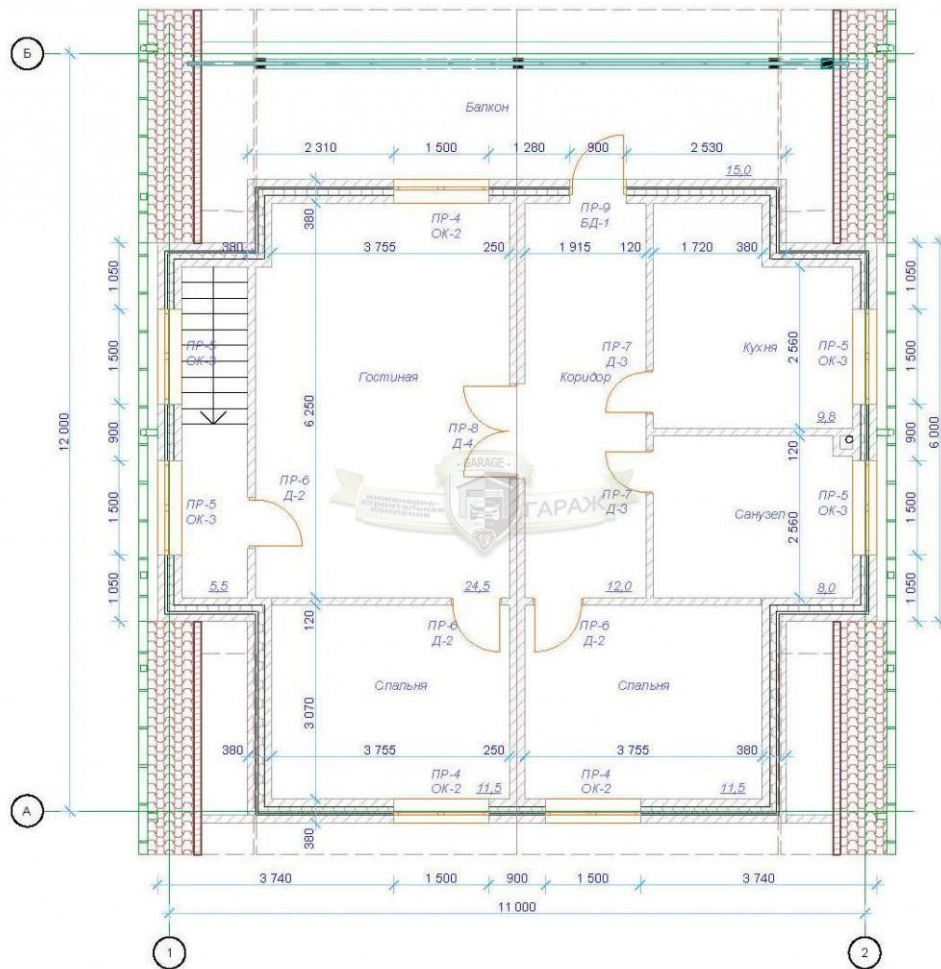 Б
Балкон
2 310
1 500
1 280
900
2 530
15,0
380
ПР-4
ОК-2
ПР-9
БД-1
380
3 755
250
1 915
120
1 720
380
1 050
1 050
ПР-5
ОК-3
1 500
Гостиная
ПР-7
Д-3
Коридор
Кухня
2 560
ПР-5
ОК-3
1 500
6 250
ПР-8
Д-4
9,8
12 000
900
120
900
6 000
GARAGE
ИНЖЕНЕРНО-
СТРОИТЕЛЬНАЯ
КОМПАНИЯ
ГАРАЖ
ПР-6
Д-2
ПР-5
ОК-3
1 500
ПР-7
Д-3
Санузел
2 560
ПР-5
ОК-3
1 500
1 050
5,5
24,5
12,0
8,0
1 050
120
ПР-6
Д-2
ПР-6
Д-2
Спальня
Спальня
3 070
380
3 755
250
3 755
380
ПР-4
ОК-2
11,5
ПР-4
ОК-2
11,5
А
380
3 740
1 500
900
1 500
3 740
11 000
1
2